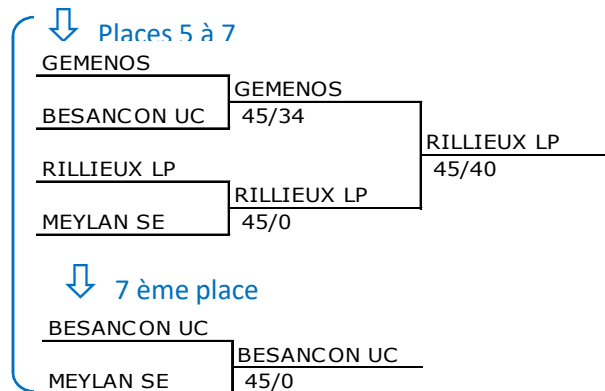 Places 5 à 7
GEMENOS
GEMENOS
BESANCON UC
45/34
RILLIEUX LP
RILLIEUX LP
45/40
RILLIEUX LP
MEYLAN SE
45/0
7 ème place
BESANCON UC
BESANCON UC
MEYLAN SE
45/0